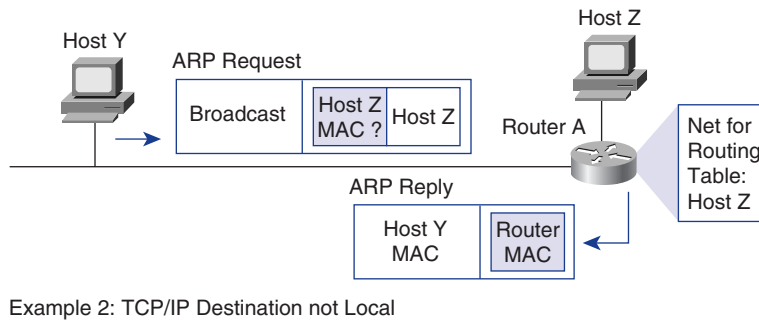 Host Y
Host Z
ARP Request
Broadcast
Host Z
MAC ?
Host Z
Router A
Net for
Routing
Table:
Host Z
ARP Reply
Host Y
MAC
Router
MAC
Example 2: TCP/IP Destination not Local